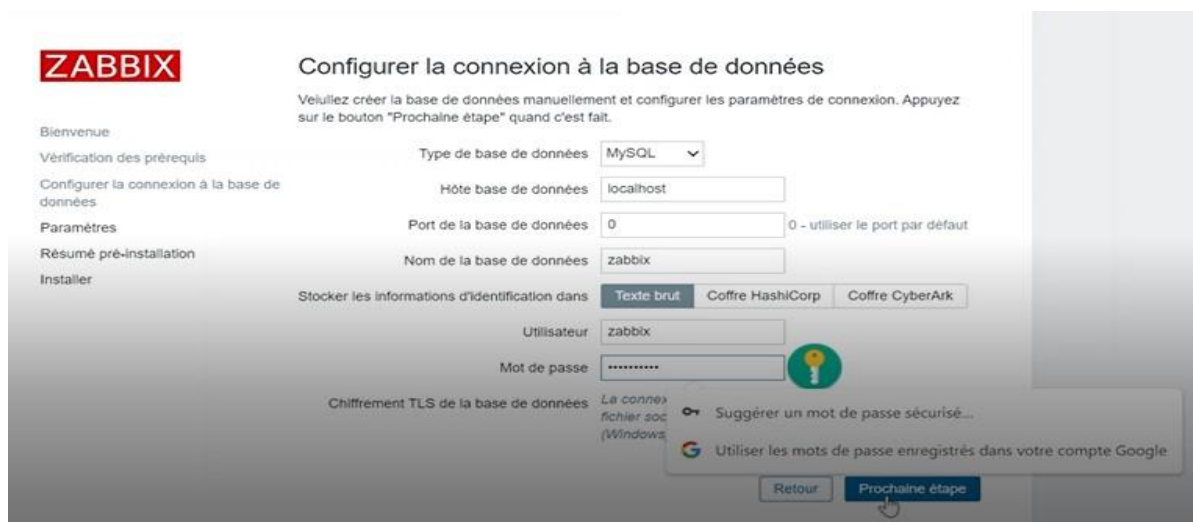 ZABBIX
Configurer la connexion à la base de données
Veiullez créer la base de données manuellement et configurer les paramètres de connexion. Appuyez
sur le bouton "Prochaine étape" quand c'est fait.
Bienvenue
Vérification des prérequis
Configurer la connexion à la base de
données
Paramètres
Résumé pré-installation
Installer
Type de base de données MySQL
Hôte base de données localhost
Port de la base de données 0 0 - utiliser le port par défaut
Nom de la base de données zabbix
Stocker les informations d'identification dans Texte brut Coffre HashiCorp Coffre CyberArk
Utilisateur zabbix
Mot de passe ••••••••••
Chiffrement TLS de la base de données La connex
fichier soc
(Windows
Suggérer un mot de passe sécurisé...
Utiliser les mots de passe enregistrés dans votre compte Google
Retour Prochaine étape